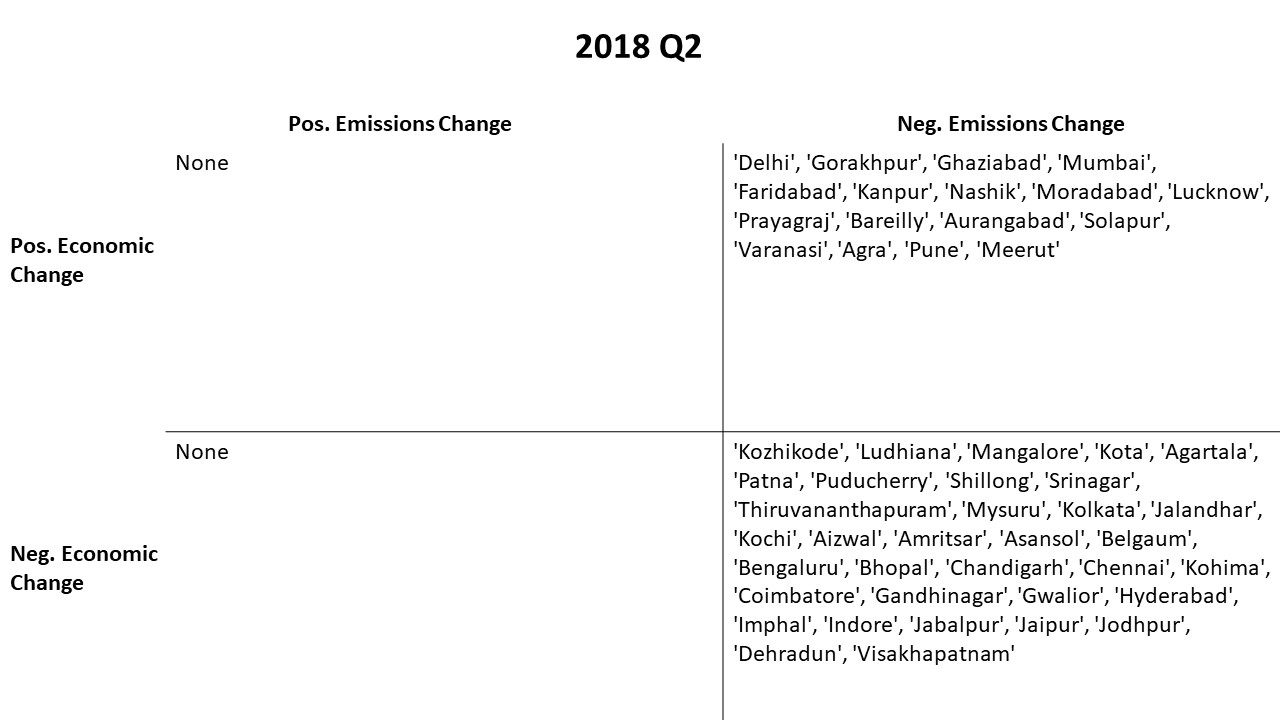 2018 Q2
Pos. Emissions Change
Neg. Emissions Change
Pos. Economic
Change
None
'Delhi', 'Gorakhpur', 'Ghaziabad', 'Mumbai',
'Faridabad', 'Kanpur', 'Nashik', 'Moradabad', 'Lucknow',
'Prayagraj', 'Bareilly', 'Aurangabad', 'Solapur',
'Varanasi', 'Agra', 'Pune', 'Meerut'
Neg. Economic
Change
None
'Kozhikode', 'Ludhiana', 'Mangalore', 'Kota', 'Agartala',
'Patna', 'Puducherry', 'Shillong', 'Srinagar',
'Thiruvananthapuram', 'Mysuru', 'Kolkata', 'Jalandhar',
'Kochi', 'Aizwal', 'Amritsar', 'Asansol', 'Belgaum',
'Bengaluru', 'Bhopal', 'Chandigarh', 'Chennai', 'Kohima',
'Coimbatore', 'Gandhinagar', 'Gwalior', 'Hyderabad',
'Imphal', 'Indore', 'Jabalpur', 'Jaipur', 'Jodhpur',
'Dehradun', 'Visakhapatnam'